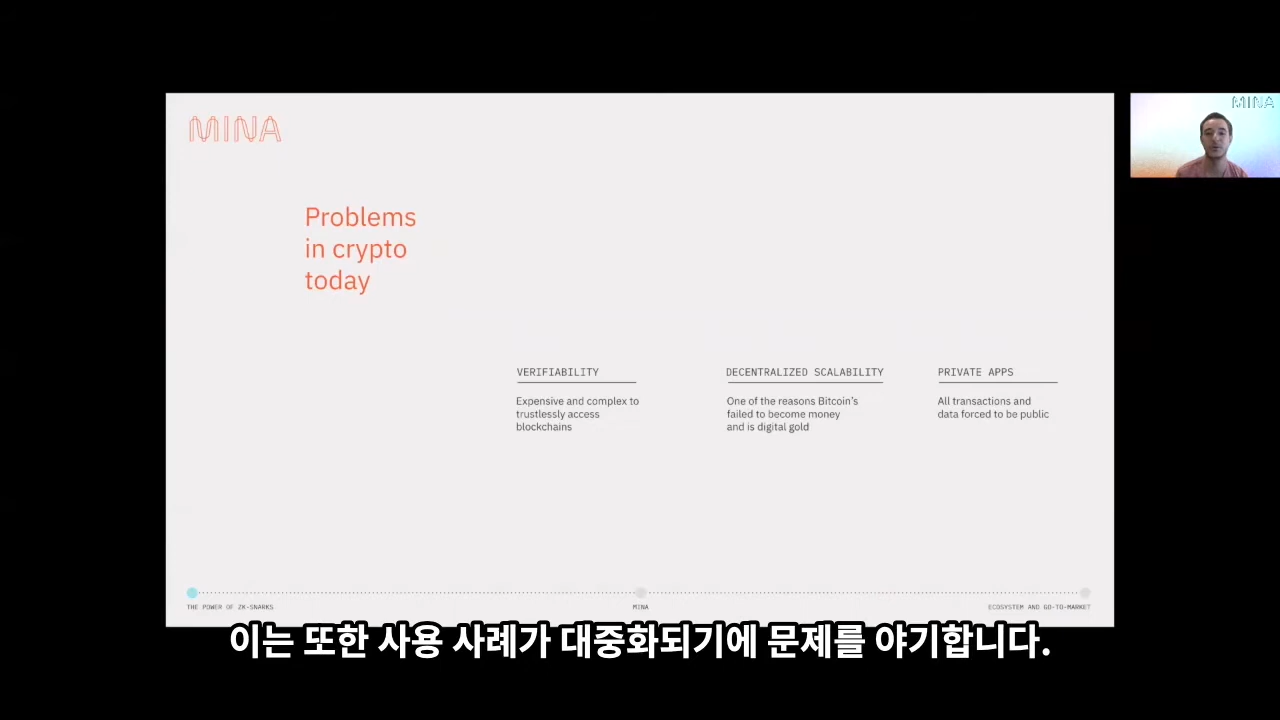 MINA
MINA
Problems
in crypto
today
VERIFIABILITY
Expensive and complex to
trustlessly access
blockchains
DECENTRALIZED SCALABILITY
One of the reasons Bitcoin's
failed to become money
and is digital gold
PRIVATE APPS
All transactions and
data forced to be public
THE POWER OF ZK-SNARKS
MINA
ECOSYSTEM AND GO-TO-MARKET
이는 또한 사용 사례가 대중화되기에 문제를 야기합니다.